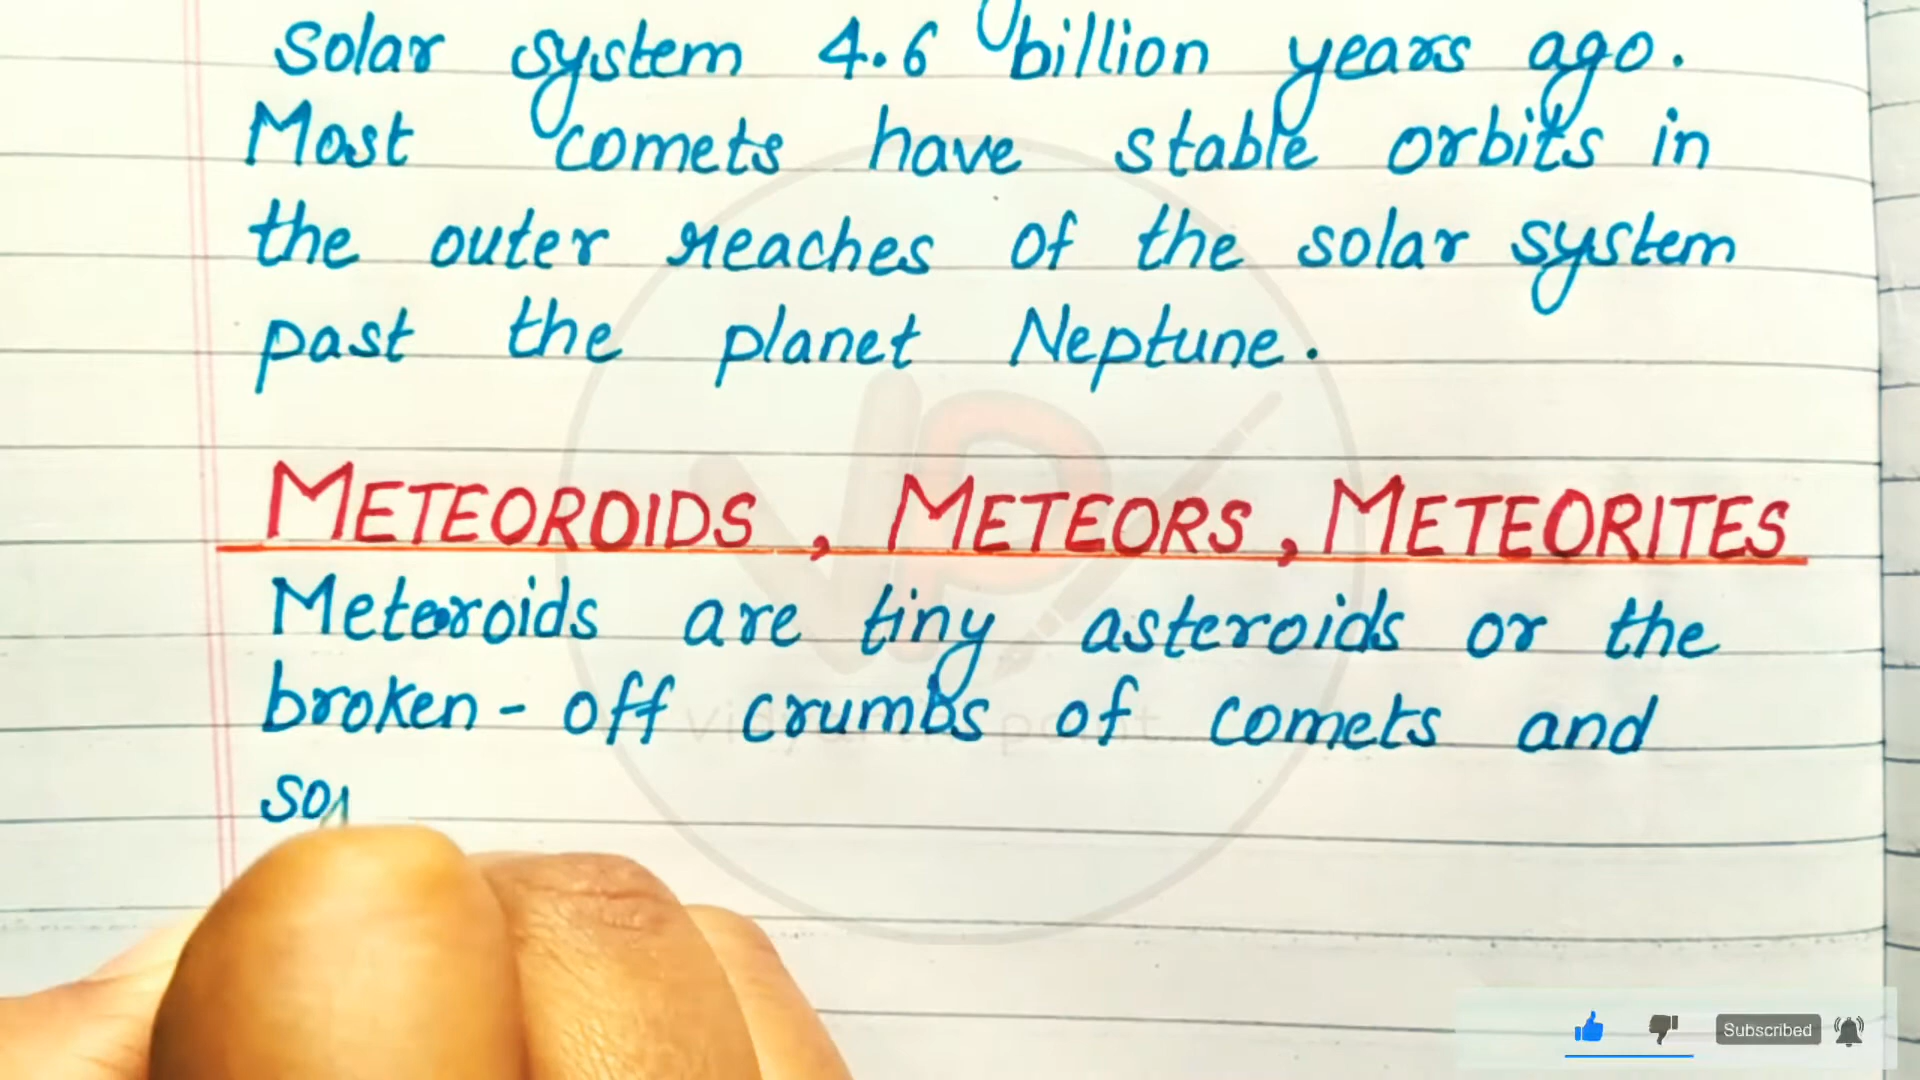 solar system 4.6 billion years ago.
Most comets have stable orbits in
the outer reaches of the solar system
past the planet Neptune.
METEOROIDS, METEORS, METEORITES
Meteoroids are tiny asteroids or the
broken-off crumbs of comets and
Subscribed